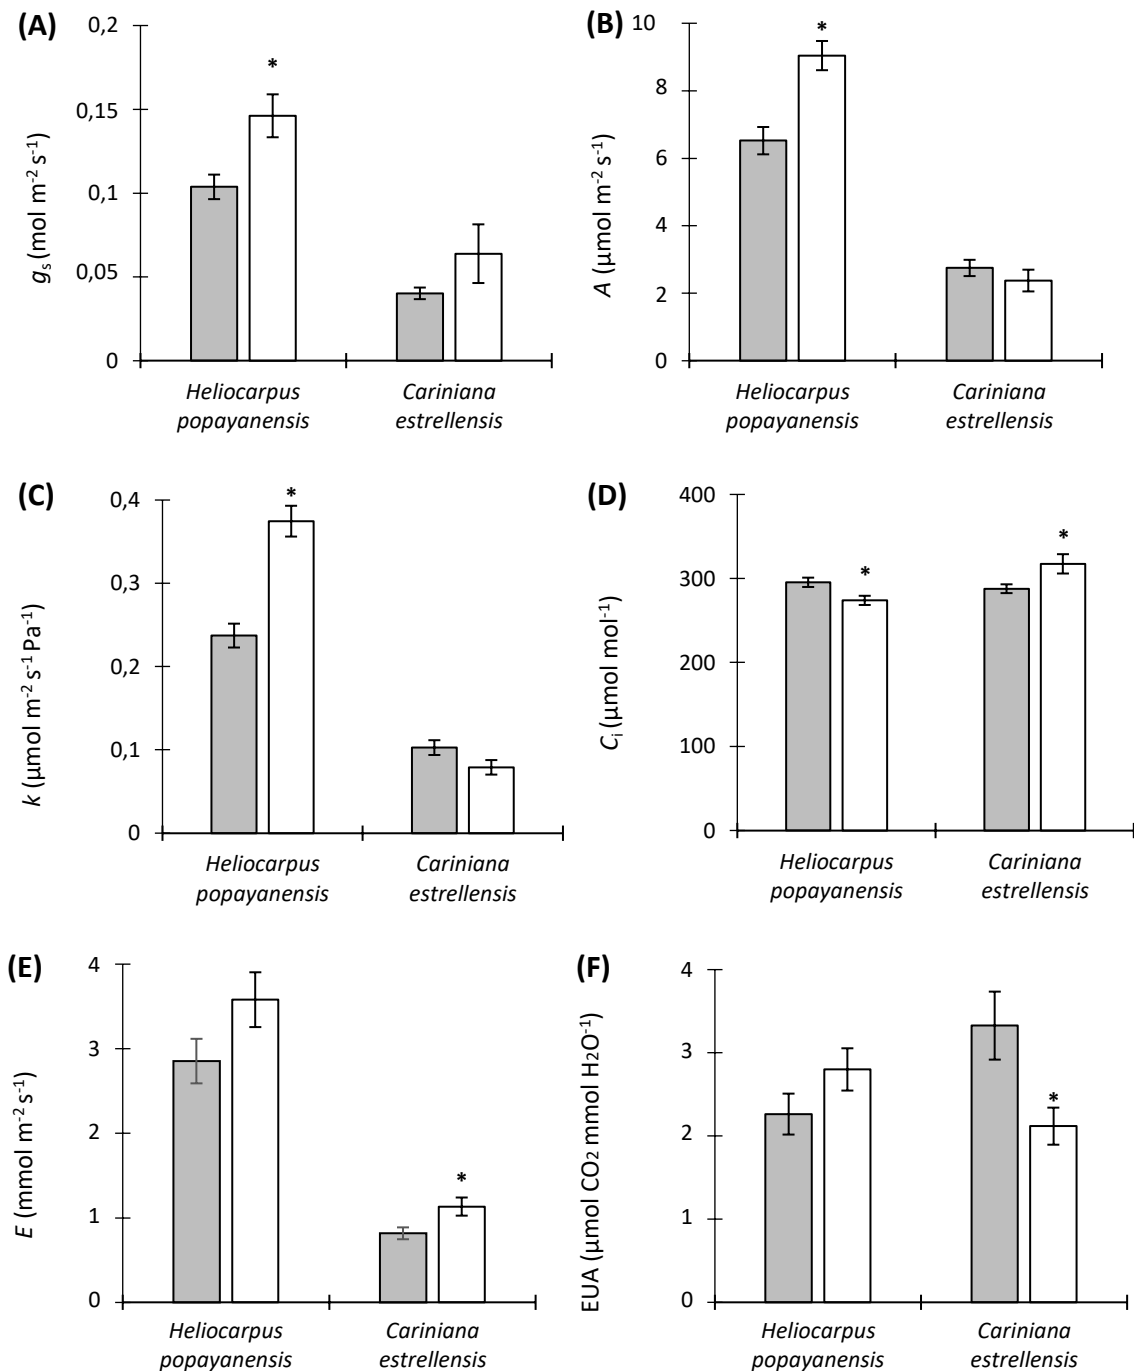 (A)
0,2
0,15
0,1
0,05
0
gs (mol m-2 s-1)
*
Heliocarpus
popayanensis
Cariniana
estrellensis
(B)
10
8
6
4
2
0
A (µmol m-2 s-1)
*
Heliocarpus
popayanensis
Cariniana
estrellensis
(C)
0,4
0,3
0,2
0,1
0
k (µmol m-2 s-1 Pa-1)
*
Heliocarpus
popayanensis
Cariniana
estrellensis
(D)
400
300
200
100
0
Ci (µmol mol-1)
*
*
Heliocarpus
popayanensis
Cariniana
estrellensis
(E)
4
3
2
1
0
E (mmol m-2 s-1)
*
Heliocarpus
popayanensis
Cariniana
estrellensis
(F)
4
3
2
1
0
EUA (µmol CO2 mmol H2O-1)
*
Heliocarpus
popayanensis
Cariniana
estrellensis